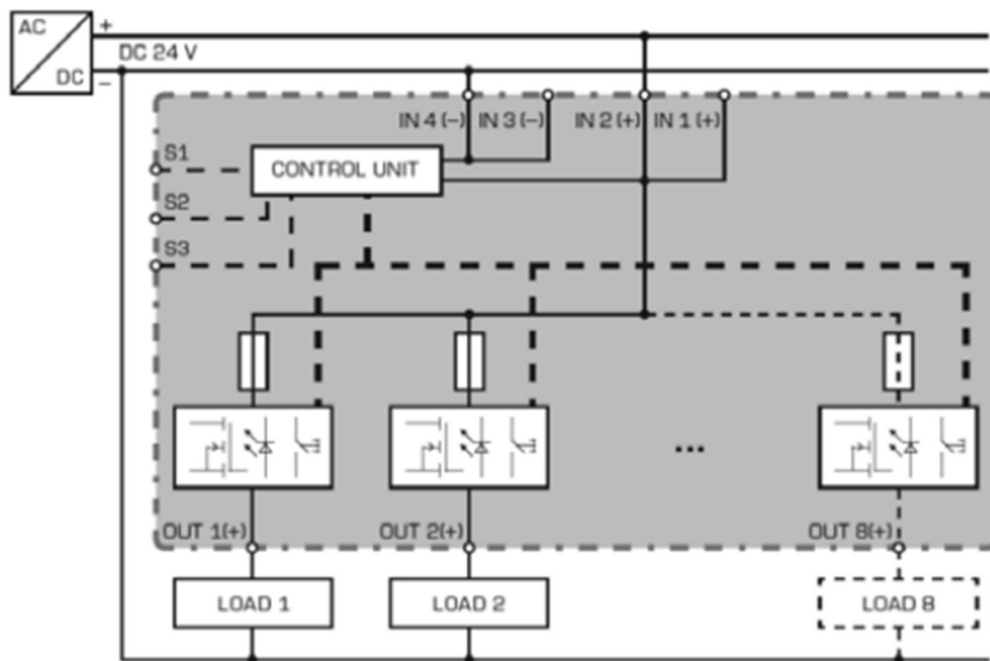 AC
+
DC 24 V
DC
–
IN 4 (–) IN 3 (–) IN 2 (+) IN 1 (+)
S1
CONTROL UNIT
S2
S3
...
OUT 1(+) OUT 2(+) OUT 8(+)
LOAD 1 LOAD 2 LOAD 8